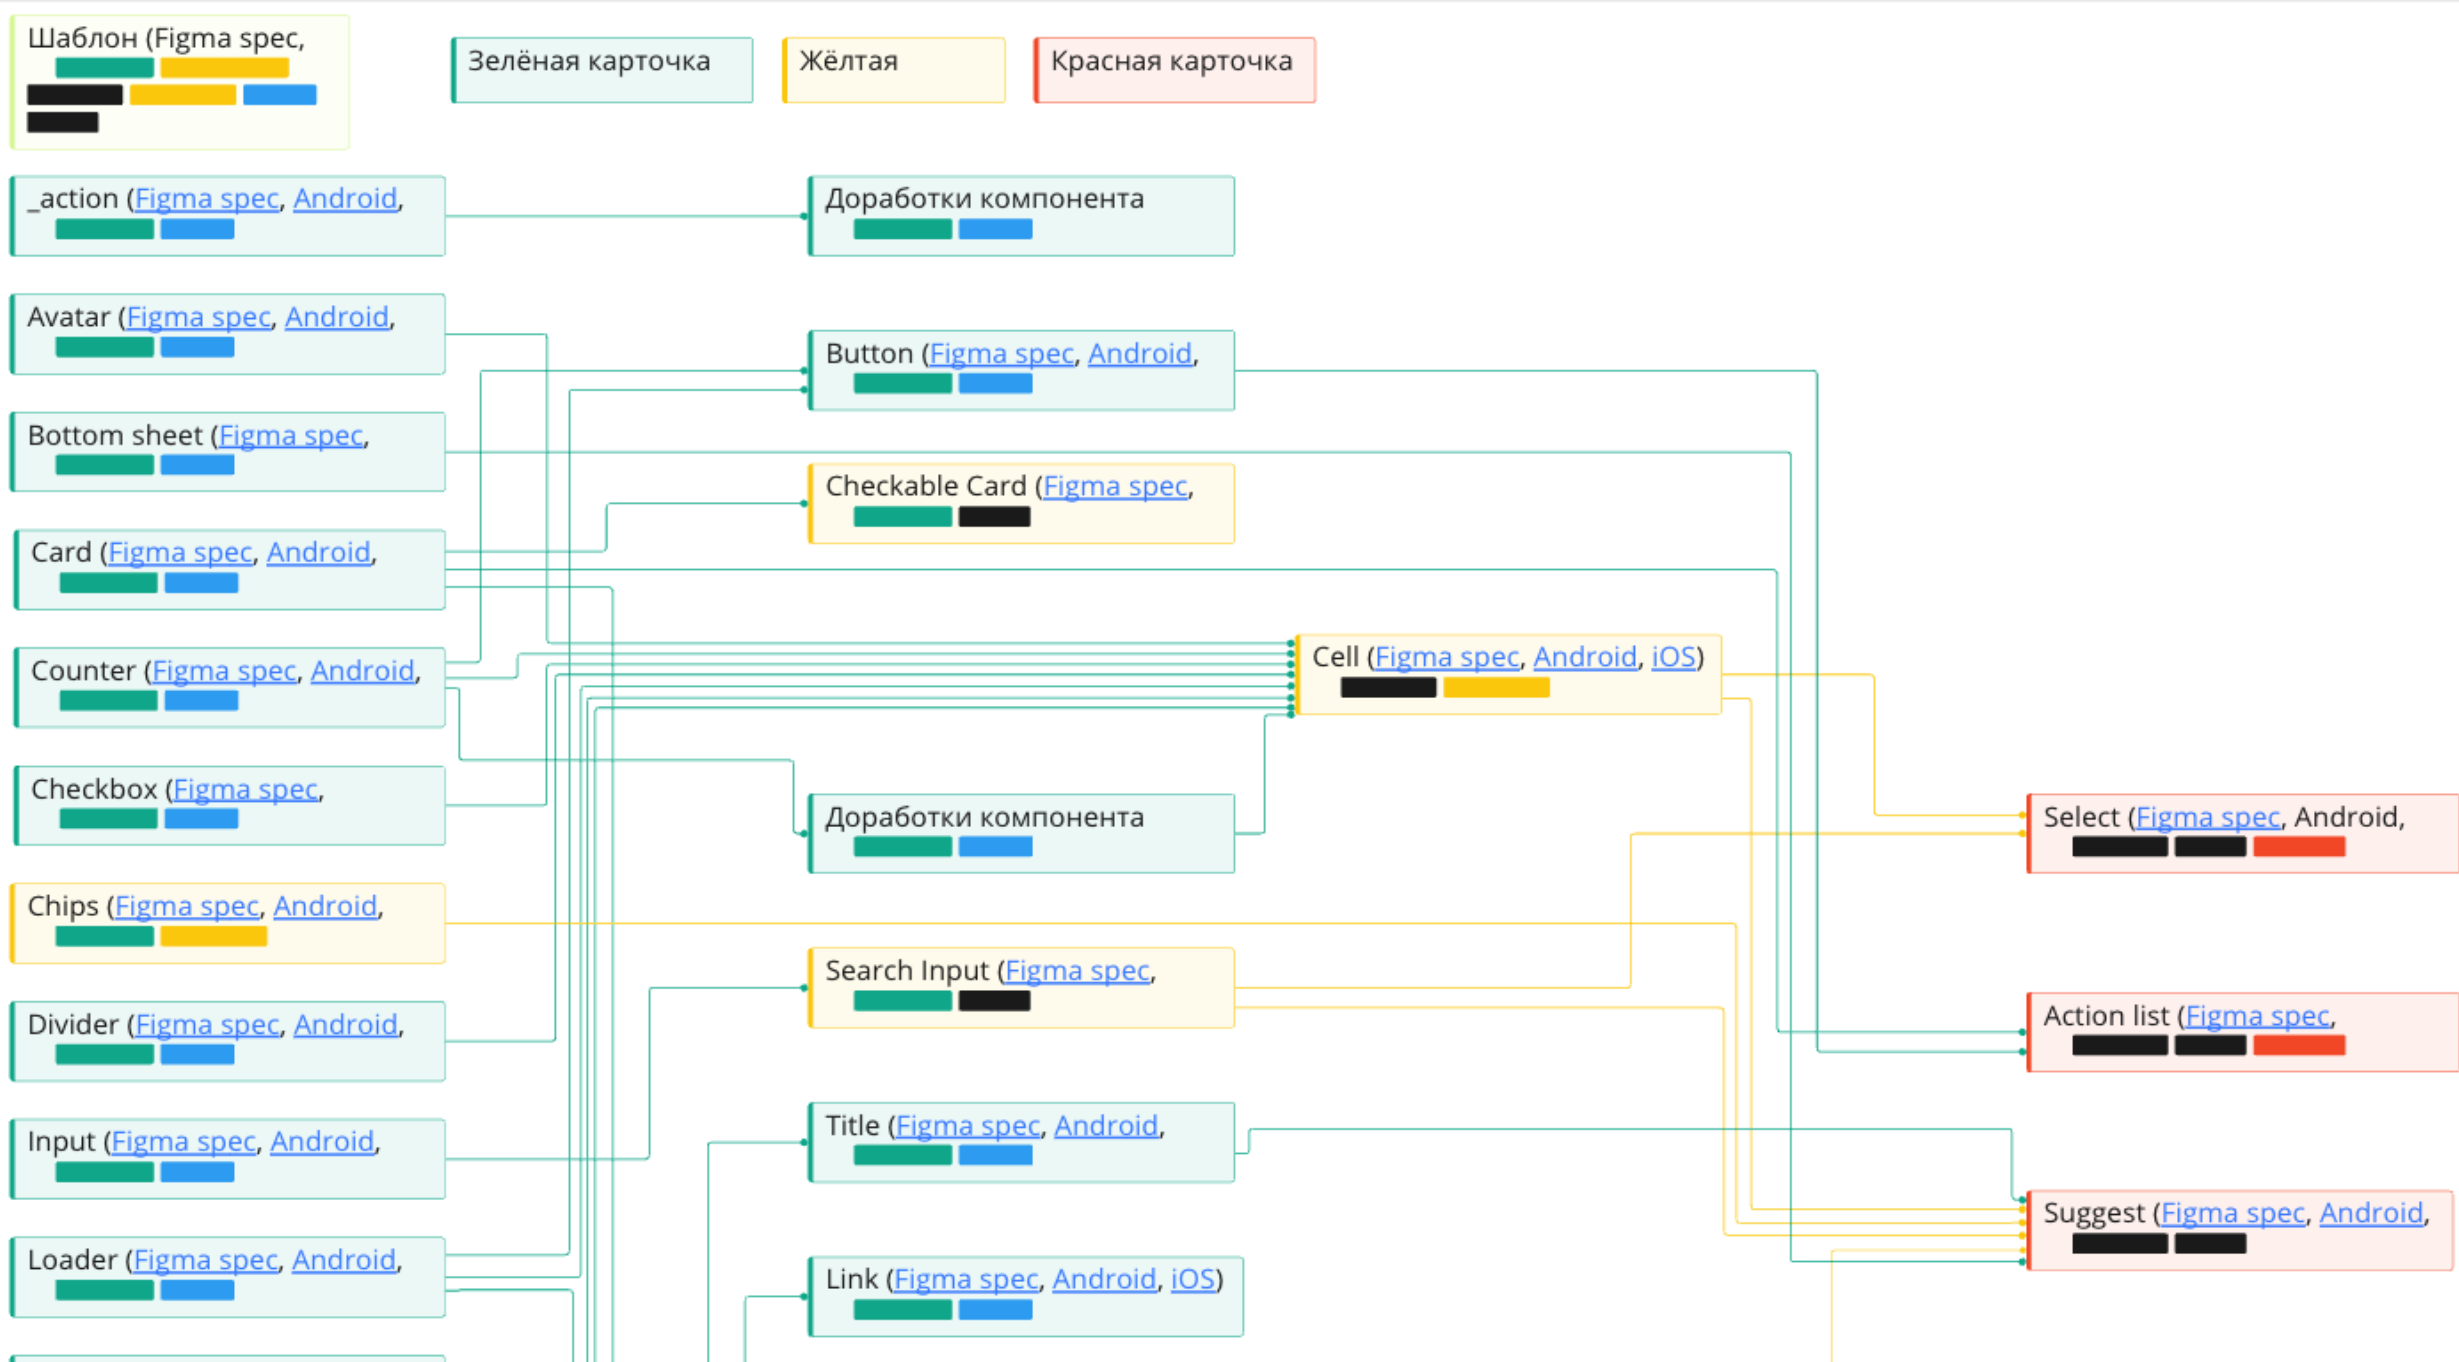 Шаблон (Figma spec,
Зелёная карточка
Жёлтая
Красная карточка
_action (Figma spec, Android,
Доработки компонента
Avatar (Figma spec, Android,
Button (Figma spec, Android,
Bottom sheet (Figma spec,
Checkable Card (Figma spec,
Card (Figma spec, Android,
Counter (Figma spec, Android,
Cell (Figma spec, Android, iOS)
Checkbox (Figma spec,
Доработки компонента
Select (Figma spec, Android,
Chips (Figma spec, Android,
Search Input (Figma spec,
Divider (Figma spec, Android,
Action list (Figma spec,
Input (Figma spec, Android,
Title (Figma spec, Android,
Suggest (Figma spec, Android,
Loader (Figma spec, Android,
Link (Figma spec, Android, iOS)